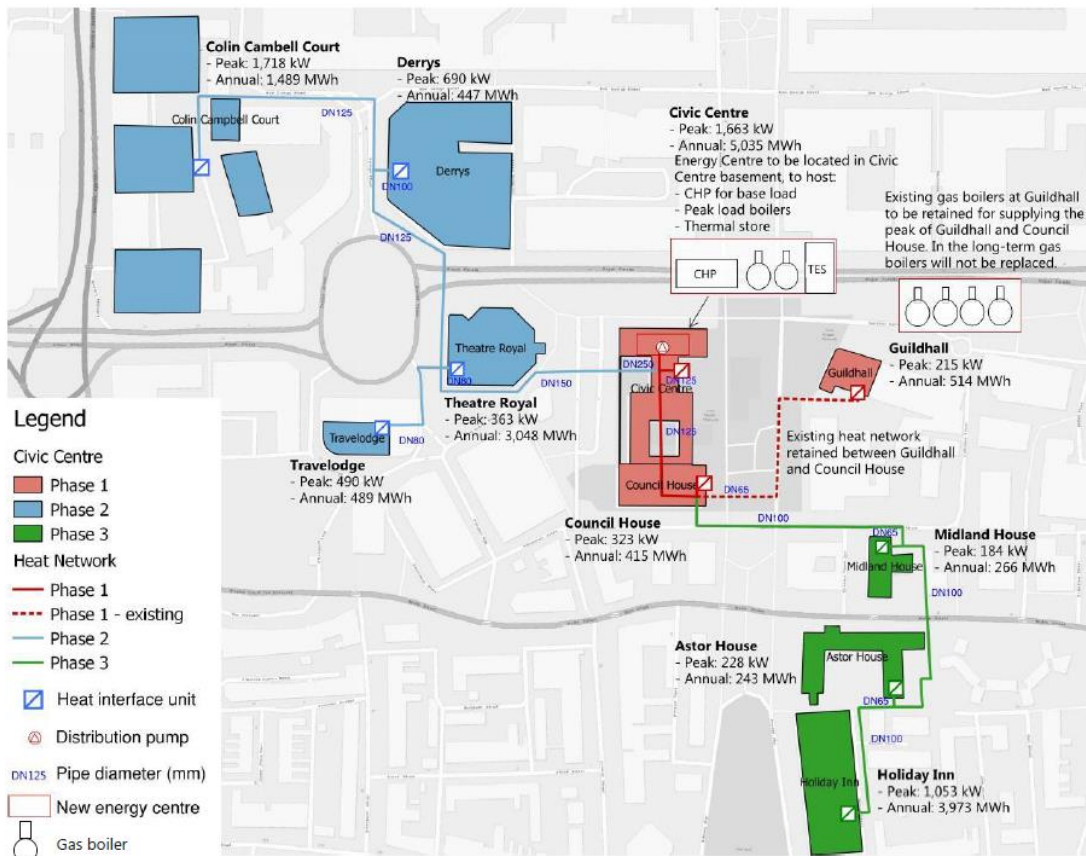 Colin Cambell Court
- Peak: 1,718 kW
- Annual: 1,489 MWh
Derrys
- Peak: 690 kW
- Annual: 447 MWh
Civic Centre
- Peak: 1,663 kW
- Annual: 5,035 MWh
Energy Centre to be located in Civic
Centre basement, to host:
- CHP for base load
- Peak load boilers
- Thermal store
Existing gas boilers at Guildhall
to be retained for supplying the
peak of Guildhall and Council
House. In the long-term gas
boilers will not be replaced.
DN125
Colin Campbell Court
Derrys
DN100
DN125
CHP
TES
Theatre Royal
DN80
DN150
DN250
DN125
Civic Centre
DN125
Guildhall
Guildhall
- Peak: 215 kW
- Annual: 514 MWh
Theatre Royal
- Peak: 363 kW
- Annual: 3,048 MWh
Travelodge
DN80
Travelodge
- Peak: 490 kW
- Annual: 489 MWh
Existing heat network
retained between Guildhall
and Council House
Council House
DN65
Council House
- Peak: 323 kW
- Annual: 415 MWh
DN100
DN65
Midland House
Midland House
- Peak: 184 kW
- Annual: 266 MWh
DN100
Astor House
- Peak: 228 kW
- Annual: 243 MWh
Astor House
DN65
DN100
Holiday Inn
Holiday Inn
- Peak: 1,053 kW
- Annual: 3,973 MWh
Legend
Civic Centre
Phase 1
Phase 2
Phase 3
Heat Network
Phase 1
Phase 1 - existing
Phase 2
Phase 3
Heat interface unit
Distribution pump
DN125 Pipe diameter (mm)
New energy centre
Gas boiler